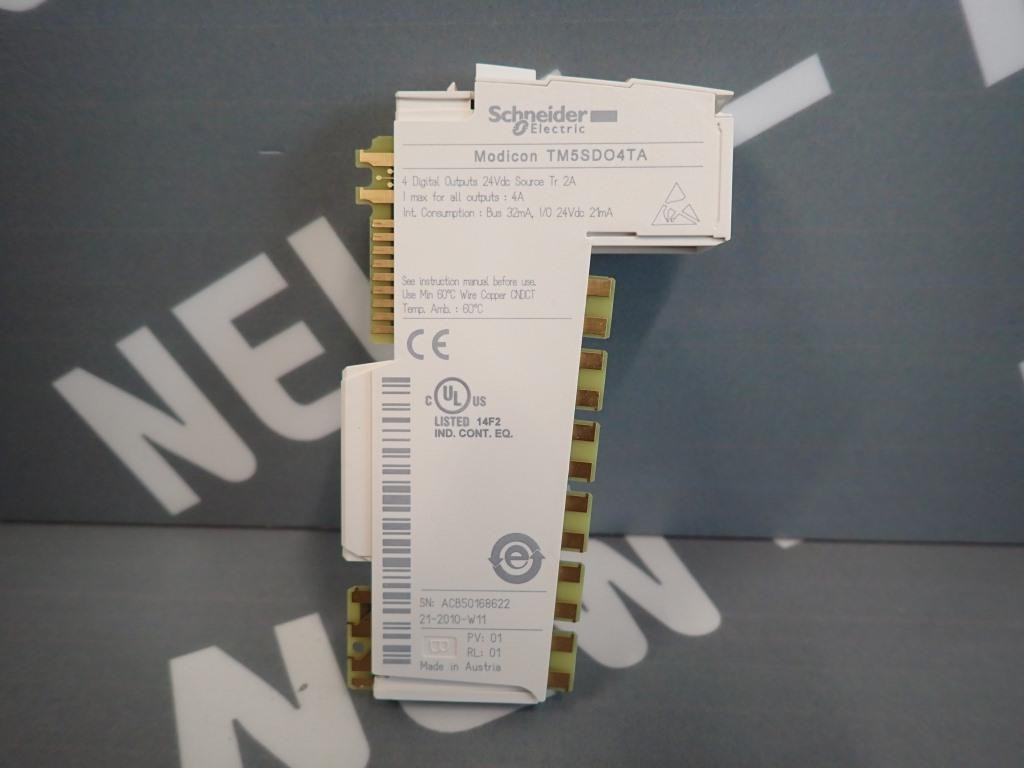 Schneider
Electric
Modicon TM5SDO4TA
4 Digital Outputs 24Vdc Source Tr 2A
I max for all outputs : 4A
Int. Consumption : Bus 32mA, I/O 24Vdc 21mA
See instruction manual before use.
Use Min 60°C Wire Copper CNDCT
Temp. Amb. : 60°C
CE
C UL US
LISTED 14F2
IND. CONT. EQ.
e
SN: ACB50168622
21-2010-W11
PV: 01
RL: 01
Made in Austria